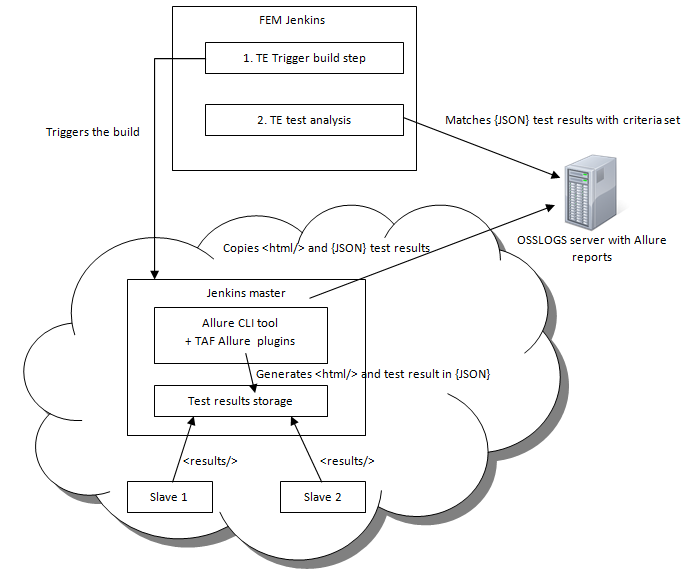 FEM Jenkins
1. TE Trigger build step
2. TE test analysis
Triggers the build
Matches {JSON} test results with criteria set
OSSLOGS server with Allure
reports
Copies <html/> and {JSON} test results
Jenkins master
Allure CLI tool
+ TAF Allure plugins
Generates <html/> and test result in {JSON}
Test results storage
<results/>
<results/>
Slave 1
Slave 2